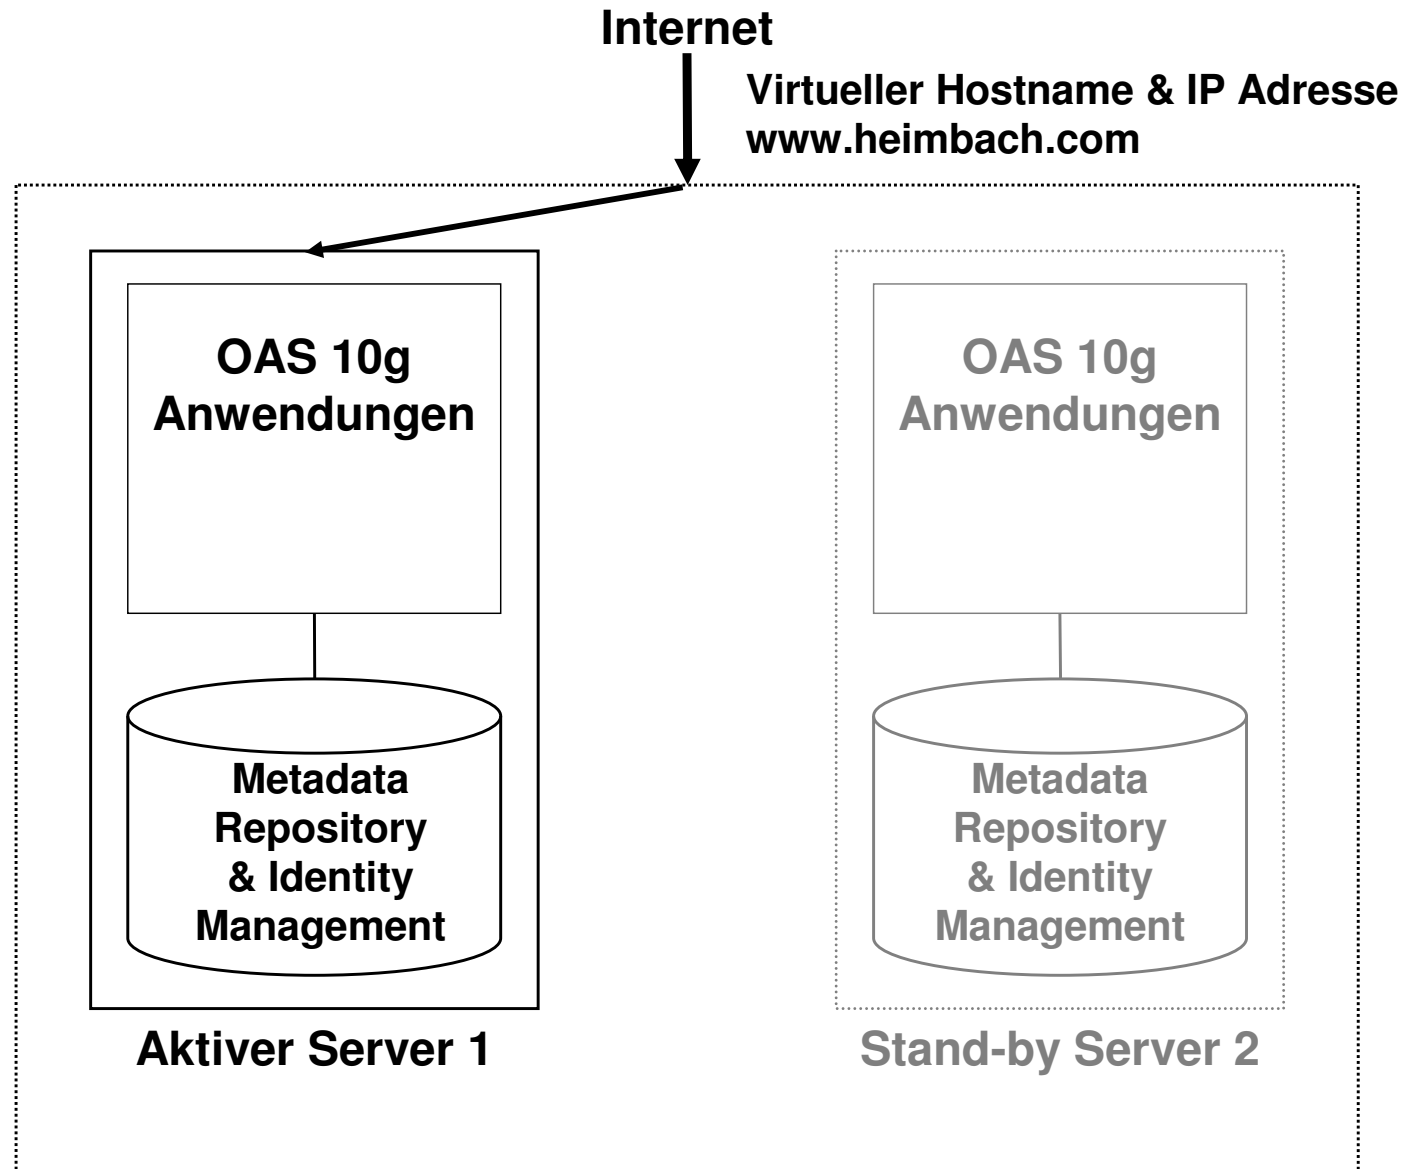 Internet
Virtueller Hostname & IP Adresse
www.heimbach.com
OAS 10g
Anwendungen
Metadata
Repository
& Identity
Management
Aktiver Server 1
OAS 10g
Anwendungen
Metadata
Repository
& Identity
Management
Stand-by Server 2